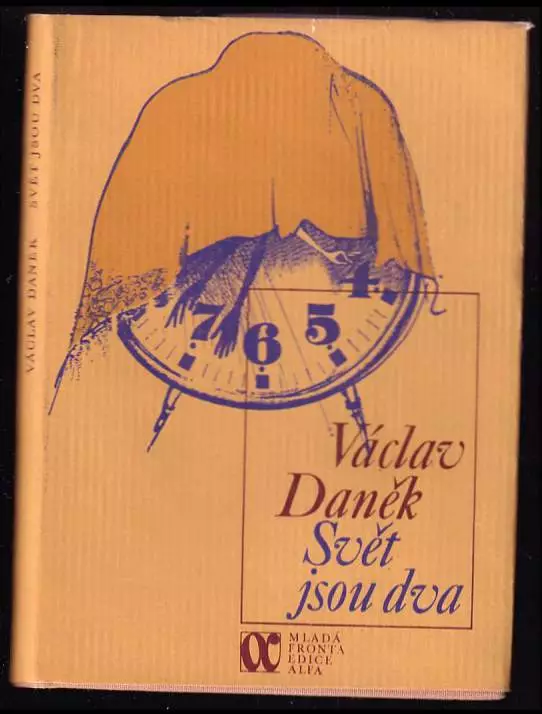 VÁCLAV DANĚK SVĚT JSOU DVA
4
5
6
7
Václav
Daněk
Svět
jsou dva
α
MLADÁ
FRONTA
EDICE
ALFA